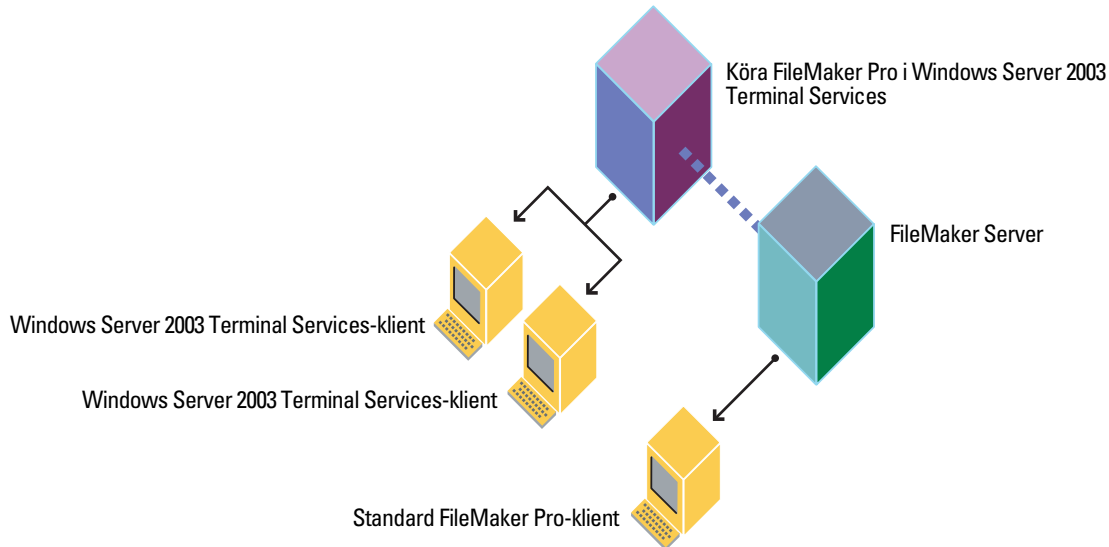 Köra FileMaker Pro i Windows Server 2003
Terminal Services
FileMaker Server
Windows Server 2003 Terminal Services-klient
Windows Server 2003 Terminal Services-klient
Standard FileMaker Pro-klient